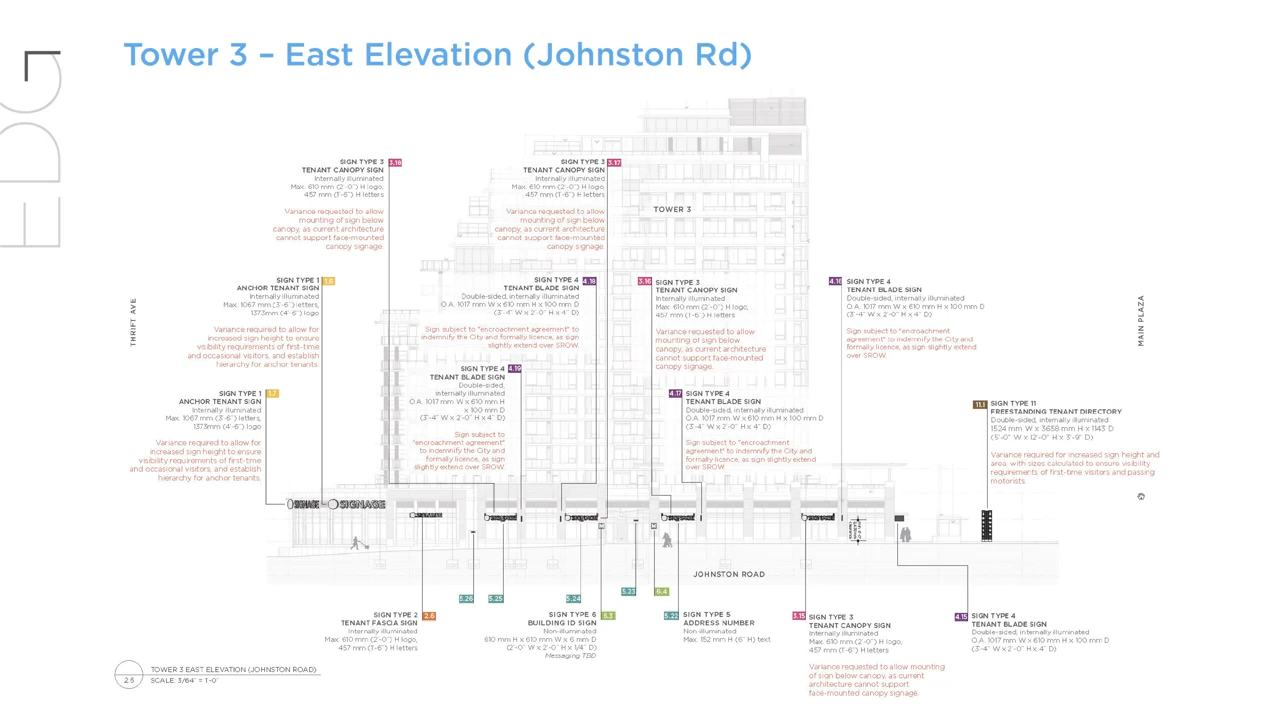 EDG
Tower 3 – East Elevation (Johnston Rd)
SIGN TYPE 3 3.18
TENANT CANOPY SIGN
Internally illuminated
Max. 610 mm (2'-0") H logo,
457 mm (1'-6") H letters
Variance requested to allow
mounting of sign below
canopy, as current architecture
cannot support face-mounted
canopy signage.
SIGN TYPE 3 3.17
TENANT CANOPY SIGN
Internally illuminated
Max. 610 mm (2'-0") H logo,
457 mm (1'-6") H letters
Variance requested to allow
mounting of sign below
canopy, as current architecture
cannot support face-mounted
canopy signage.
TOWER 3
THRIFT AVE
SIGN TYPE 1
ANCHOR TENANT SIGN
Internally illuminated
Max. 1067 mm (3'-6") letters,
1373mm (4'-6") logo
Variance required to allow for
increased sign height to ensure
visibility requirements of first-time
and occasional visitors, and establish
hierarchy for anchor tenants.
SIGN TYPE 4 4.18
TENANT BLADE SIGN
Double-sided, internally illuminated
O.A. 1017 mm W x 610 mm H x 100 mm D
(3'-4" W x 2'-0" H x 4" D)
Sign subject to "encroachment agreement" to
indemnify the City and formally licence, as sign
slightly extend over SROW.
3.16 SIGN TYPE 3
TENANT CANOPY SIGN
Internally illuminated
Max. 610 mm (2'-0") H logo,
457 mm (1'-6") H letters
Variance requested to allow
mounting of sign below
canopy, as current architecture
cannot support face-mounted
canopy signage.
4.16 SIGN TYPE 4
TENANT BLADE SIGN
Double-sided, internally illuminated
O.A. 1017 mm W x 610 mm H x 100 mm D
(3'-4" W x 2'-0" H x 4" D)
Sign subject to "encroachment
agreement" to indemnify the City and
formally licence, as sign slightly extend
over SROW.
MAIN PLAZA
SIGN TYPE 1 1.7
ANCHOR TENANT SIGN
Internally illuminated
Max. 1067 mm (3'-6") letters,
1373mm (4'-6") logo
Variance required to allow for
increased sign height to ensure
visibility requirements of first-time
and occasional visitors, and establish
hierarchy for anchor tenants.
SIGN TYPE 4 4.19
TENANT BLADE SIGN
Double-sided,
internally illuminated
O.A. 1017 mm W x 610 mm H
x 100 mm D
(3'-4" W x 2'-0" H x 4" D)
Sign subject to
"encroachment agreement"
to indemnify the City and
formally licence, as sign
slightly extend over SROW.
4.17 SIGN TYPE 4
TENANT BLADE SIGN
Double-sided, internally illuminated
O.A. 1017 mm W x 610 mm H x 100 mm D
(3'-4" W x 2'-0" H x 4" D)
Sign subject to "encroachment
agreement" to indemnify the City and
formally licence, as sign slightly extend
over SROW.
11.1 SIGN TYPE 11
FREESTANDING TENANT DIRECTORY
Double-sided, internally illuminated
1524 mm W x 3658 mm H x 1143 mm D
(5'-0" W x 12'-0" H x 3'-9" D)
Variance required for increased sign height and
area, with sizes calculated to ensure visibility
requirements of first-time visitors and passing
motorists.
SIGNAGE SIGNAGE SIGNAGE SIGNAGE SIGNAGE SIGNAGE SIGNAGE
JOHNSTON ROAD
5.26 5.25 5.24 5.23 6.4
SIGN TYPE 2 2.6
TENANT FASCIA SIGN
Internally illuminated
Max. 610 mm (2'-0") H logo,
457 mm (1'-6") H letters
SIGN TYPE 6 6.3
BUILDING ID SIGN
Non-illuminated
610 mm H x 610 mm W x 6 mm D
(2'-0" W x 2'-0" H x 1/4" D)
Messaging TBD
5.22 SIGN TYPE 5
ADDRESS NUMBER
Non-illuminated
Max. 152 mm H (6" H) text
3.15 SIGN TYPE 3
TENANT CANOPY SIGN
Internally illuminated
Max. 610 mm (2'-0") H logo,
457 mm (1'-6") H letters
Variance requested to allow mounting
of sign below canopy, as current
architecture cannot support
face-mounted canopy signage.
4.15 SIGN TYPE 4
TENANT BLADE SIGN
Double-sided, internally illuminated
O.A. 1017 mm W x 610 mm H x 100 mm D
(3'-4" W x 2'-0" H x 4" D)
2.5
TOWER 3 EAST ELEVATION (JOHNSTON ROAD)
SCALE: 3/64" = 1'-0"